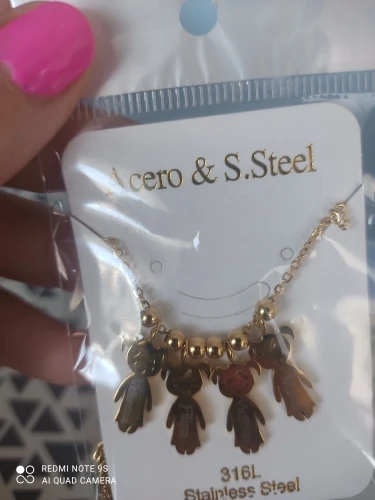 Acero & S.Steel
316L
Stainless Steel
REDMI NOTE 9S
AI QUAD CAMERA